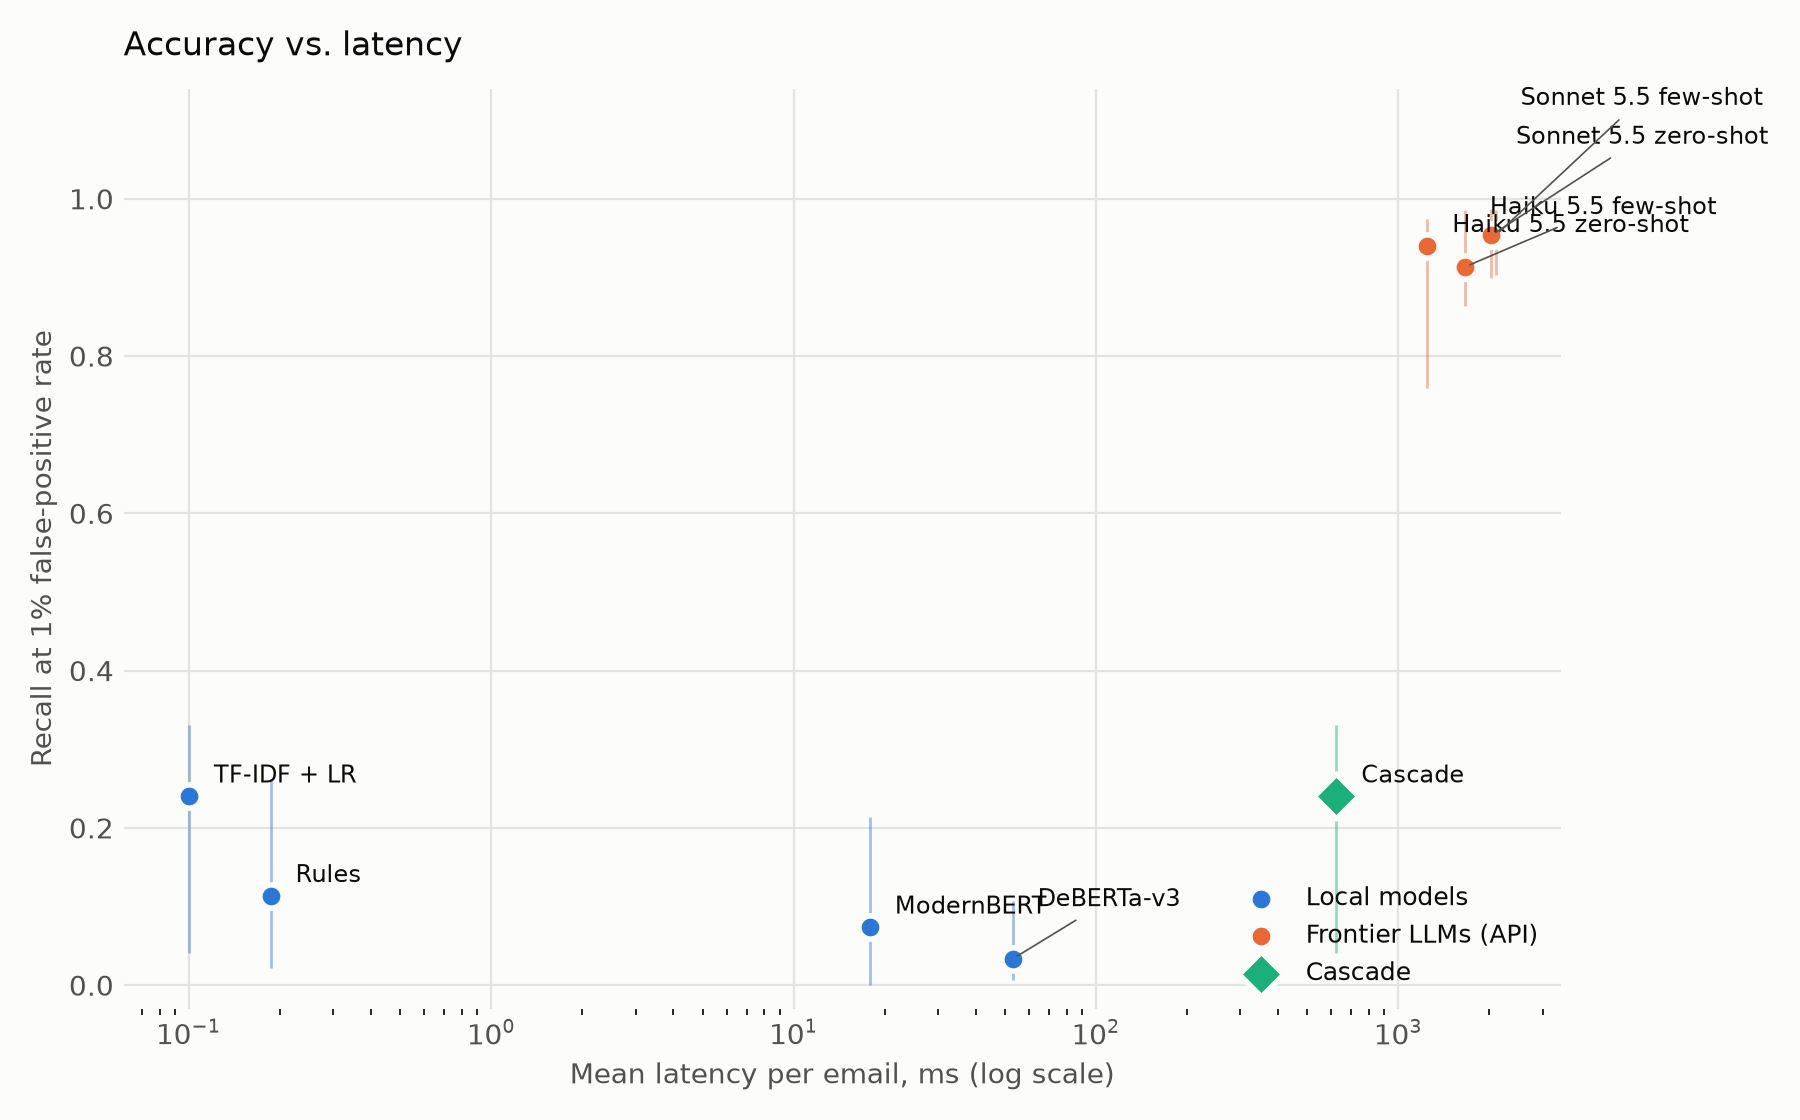 Accuracy vs. latency
Sonnet 5.5 few-shot
Sonnet 5.5 zero-shot
Haiku 5.5 few-shot
Haiku 5.5 zero-shot
Recall at 1% false-positive rate
1.0
0.8
0.6
0.4
0.2
0.0
TF-IDF + LR
Rules
ModernBERT
DeBERTa-v3
Cascade
Local models
Frontier LLMs (API)
Cascade
10⁻¹ 10⁰ 10¹ 10² 10³
Mean latency per email, ms (log scale)